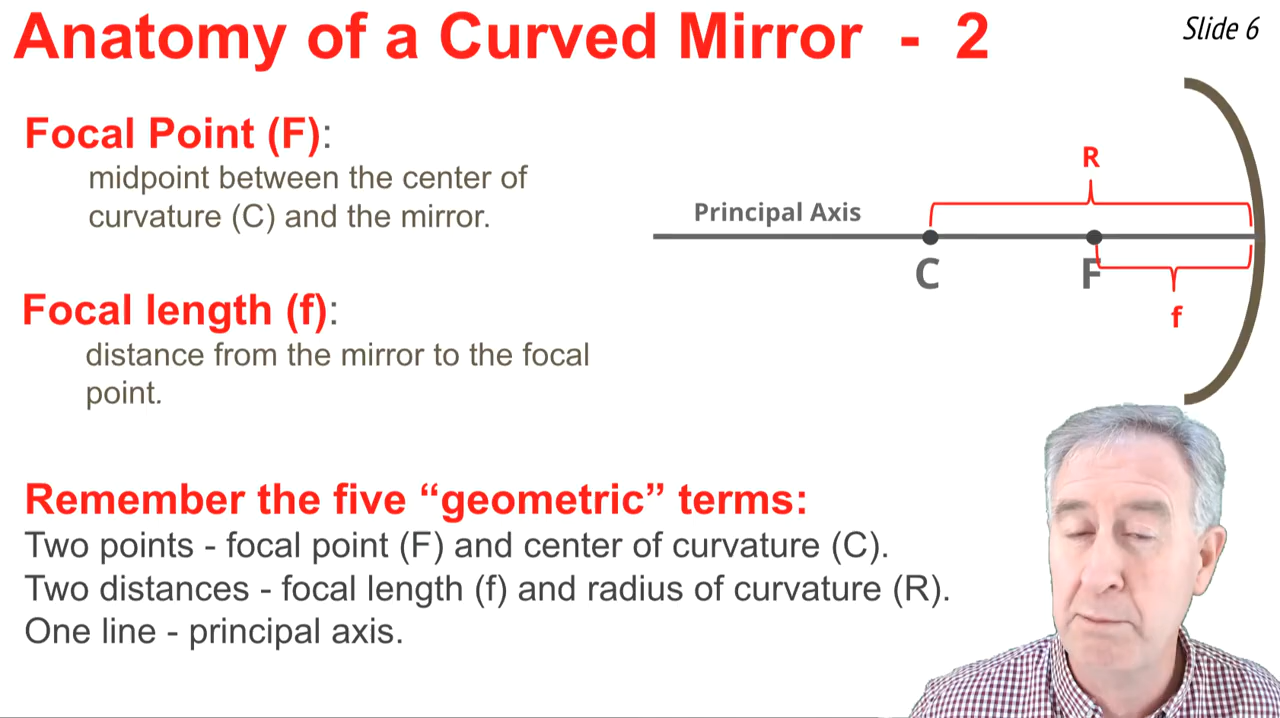 Anatomy of a Curved Mirror - 2
Slide 6
Focal Point (F):
midpoint between the center of
curvature (C) and the mirror.
R
Principal Axis
C
F
f
Focal length (f):
distance from the mirror to the focal
point.
Remember the five “geometric” terms:
Two points - focal point (F) and center of curvature (C).
Two distances - focal length (f) and radius of curvature (R).
One line - principal axis.